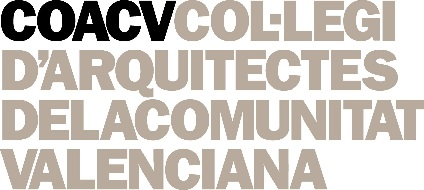 COACVCOL·LEGI
D'ARQUITECTES
DELACOMUNITAT
VALENCIANA